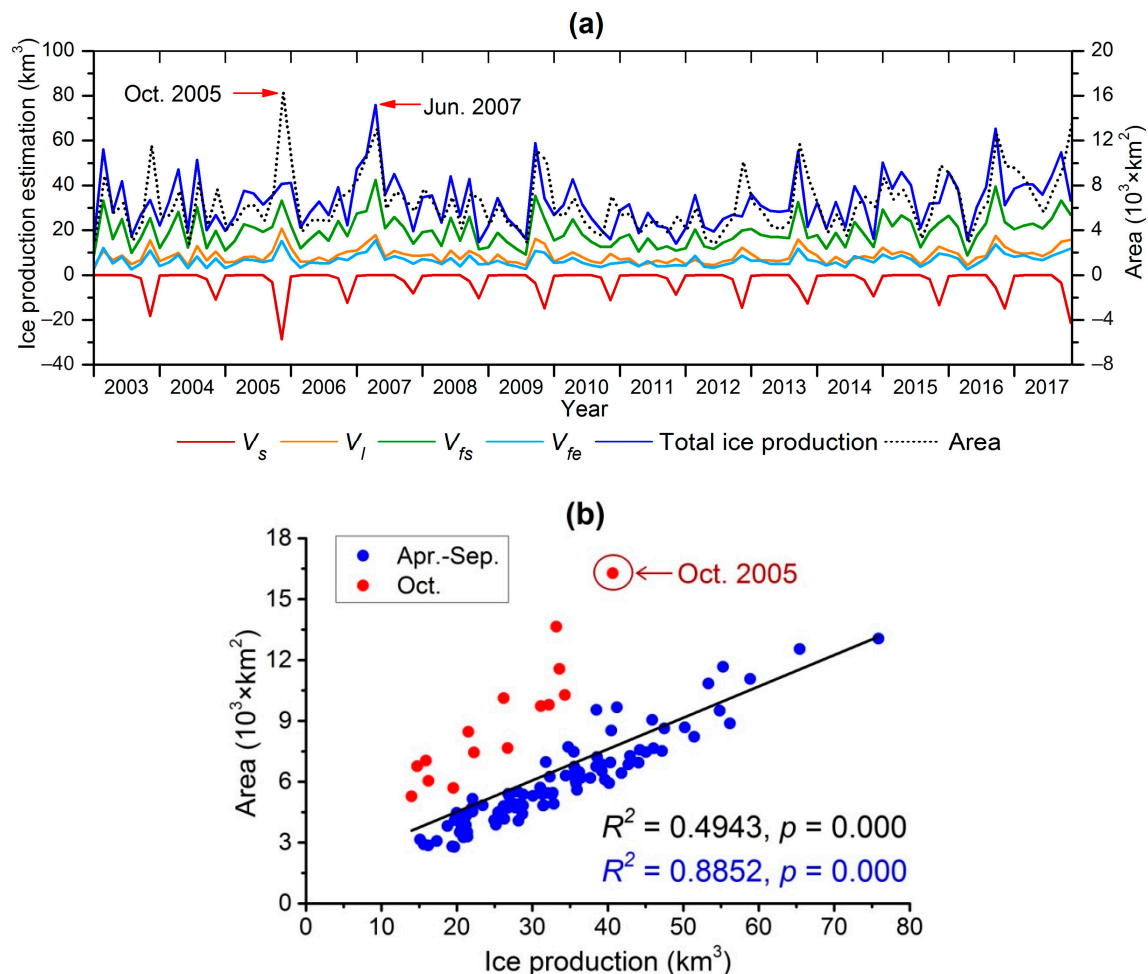 (a)
Ice production estimation (km³)
100
80
60
40
20
0
−20
−40
Oct. 2005
Jun. 2007
20
16
12
8
4
0
−4
−8
Area (10³×km²)
2003 2004 2005 2006 2007 2008 2009 2010 2011 2012 2013 2014 2015 2016 2017
Year
Vs Vl Vfs Vfe Total ice production Area
(b)
Area (10³×km²)
18
15
12
9
6
3
0
Apr.-Sep.
Oct.
Oct. 2005
R² = 0.4943, p = 0.000
R² = 0.8852, p = 0.000
0 10 20 30 40 50 60 70 80
Ice production (km³)